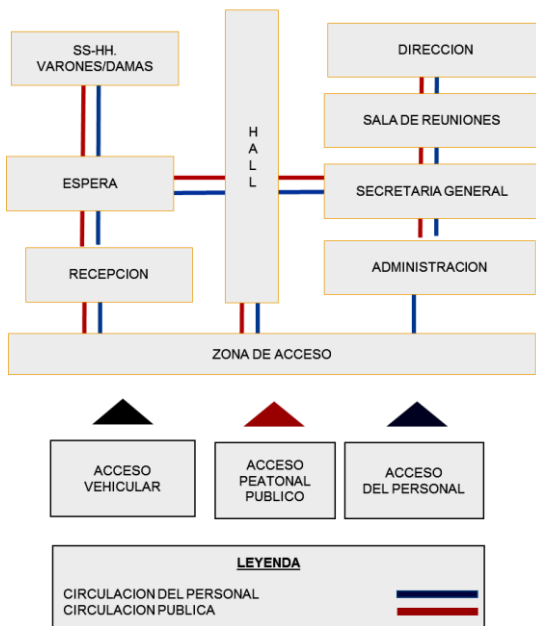 SS-HH.
VARONES/DAMAS
DIRECCION
SALA DE REUNIONES
HALL
ESPERA
SECRETARIA GENERAL
RECEPCION
ADMINISTRACION
ZONA DE ACCESO
ACCESO
VEHICULAR
ACCESO
PEATONAL
PUBLICO
ACCESO
DEL PERSONAL
LEYENDA
CIRCULACION DEL PERSONAL
CIRCULACION PUBLICA